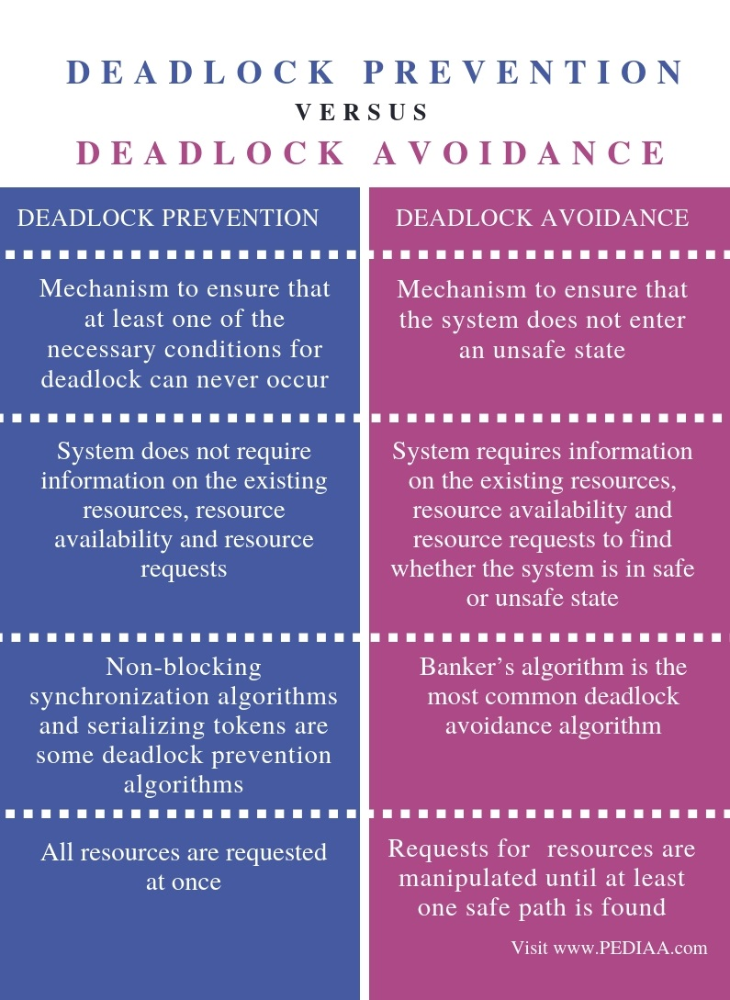 DEADLOCK PREVENTION
VERSUS
DEADLOCK AVOIDANCE
DEADLOCK PREVENTION
Mechanism to ensure that
at least one of the
necessary conditions for
deadlock can never occur
System does not require
information on the existing
resources, resource
availability and resource
requests
Non-blocking
synchronization algorithms
and serializing tokens are
some deadlock prevention
algorithms
All resources are requested
at once
DEADLOCK AVOIDANCE
Mechanism to ensure that
the system does not enter
an unsafe state
System requires information
on the existing resources,
resource availability and
resource requests to find
whether the system is in safe
or unsafe state
Banker's algorithm is the
most common deadlock
avoidance algorithm
Requests for resources are
manipulated until at least
one safe path is found
Visit www.PEDIAA.com